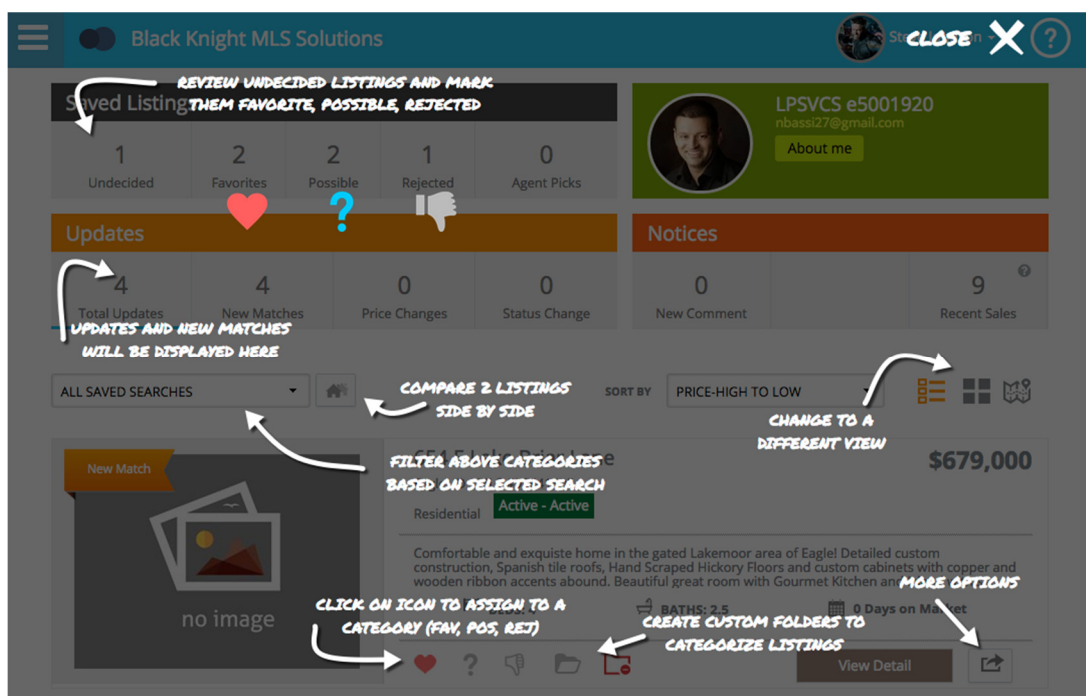 Black Knight MLS Solutions
CLOSE
?
REVIEW UNDECIDED LISTINGS AND MARK
THEM FAVORITE, POSSIBLE, REJECTED
Saved
1 2 2 1 0
Undecided Favorites Possible Rejected Agent Picks
LPSVCS e5001920
nbassi27@gmail.com
About me
?
Updates
4 4 0 0
Total Updates New Matches Price Changes Status Change
UPDATES AND NEW MATCHES
WILL BE DISPLAYED HERE
Notices
0 9
New Comment Recent Sales
ALL SAVED SEARCHES
COMPARE 2 LISTINGS
SIDE BY SIDE
SORT BY PRICE-HIGH TO LOW
CHANGE TO A
DIFFERENT VIEW
FILTER ABOVE CATEGORIES
BASED ON SELECTED SEARCH
New Match
no image
$679,000
Residential Active - Active
Comfortable and exquiste home in the gated Lakemoor area of Eagle! Detailed custom
construction, Spanish tile roofs, Hand Scraped Hickory Floors and custom cabinets with copper and
wooden ribbon accents abound. Beautiful great room with Gourmet Kitchen
MORE OPTIONS
BATHS: 2.5 0 Days on Market
CLICK ON ICON TO ASSIGN TO A
CATEGORY (FAV, POS, REJ)
CREATE CUSTOM FOLDERS TO
CATEGORIZE LISTINGS
?
View Detail